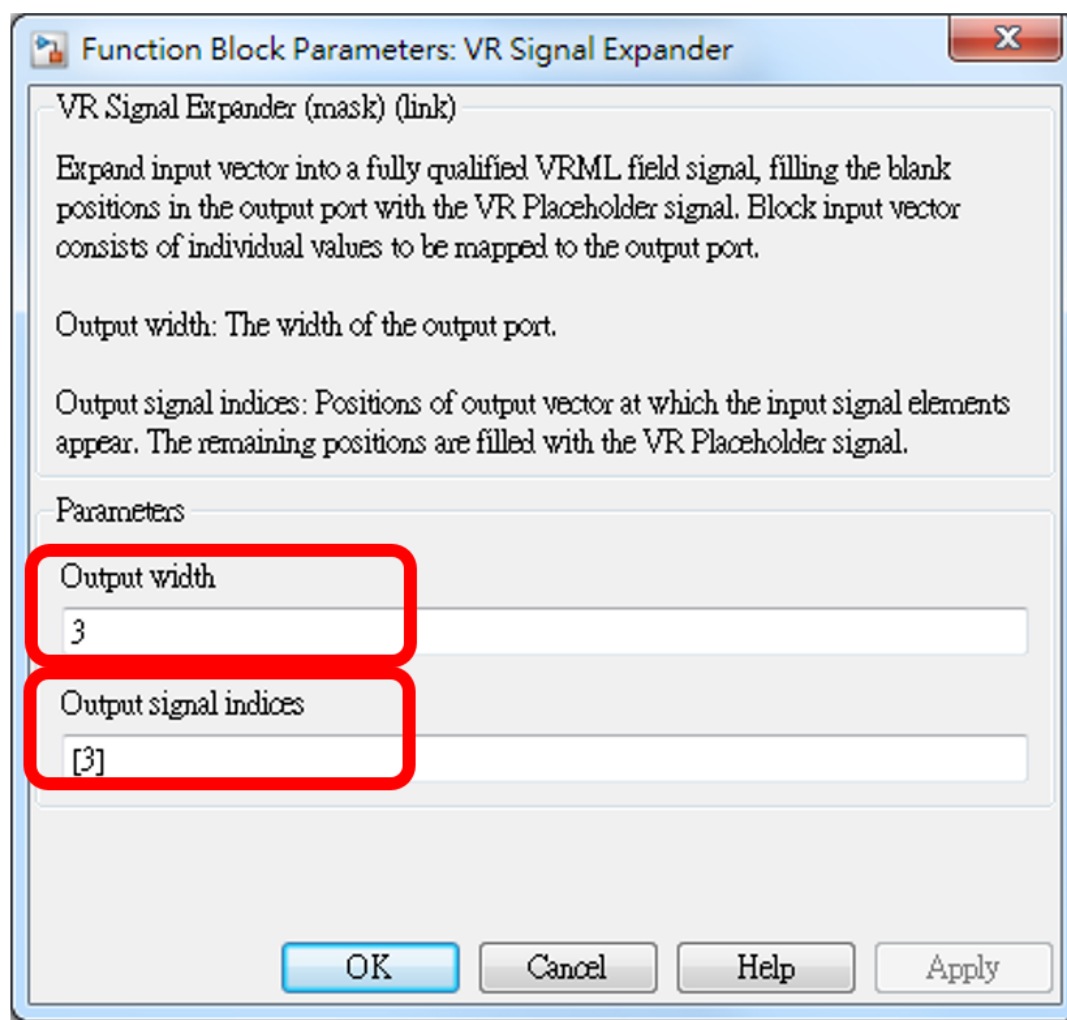 Function Block Parameters: VR Signal Expander
VR Signal Expander (mask) (link)
Expand input vector into a fully qualified VRML field signal, filling the blank
positions in the output port with the VR Placeholder signal. Block input vector
consists of individual values to be mapped to the output port.
Output width: The width of the output port.
Output signal indices: Positions of output vector at which the input signal elements
appear. The remaining positions are filled with the VR Placeholder signal.
Parameters
Output width
3
Output signal indices
[3]
OK Cancel Help Apply